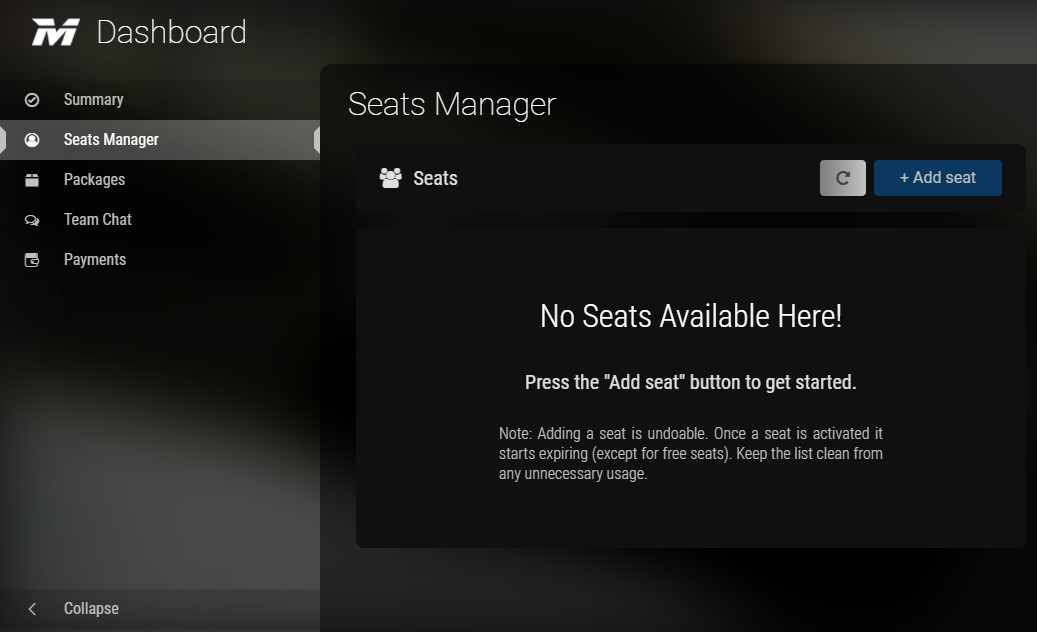 Dashboard
Summary
Seats Manager
Packages
Team Chat
Payments
Collapse
Seats Manager
Seats
+ Add seat
No Seats Available Here!
Press the "Add seat" button to get started.
Note: Adding a seat is undoable. Once a seat is activated it
starts expiring (except for free seats). Keep the list clean from
any unnecessary usage.